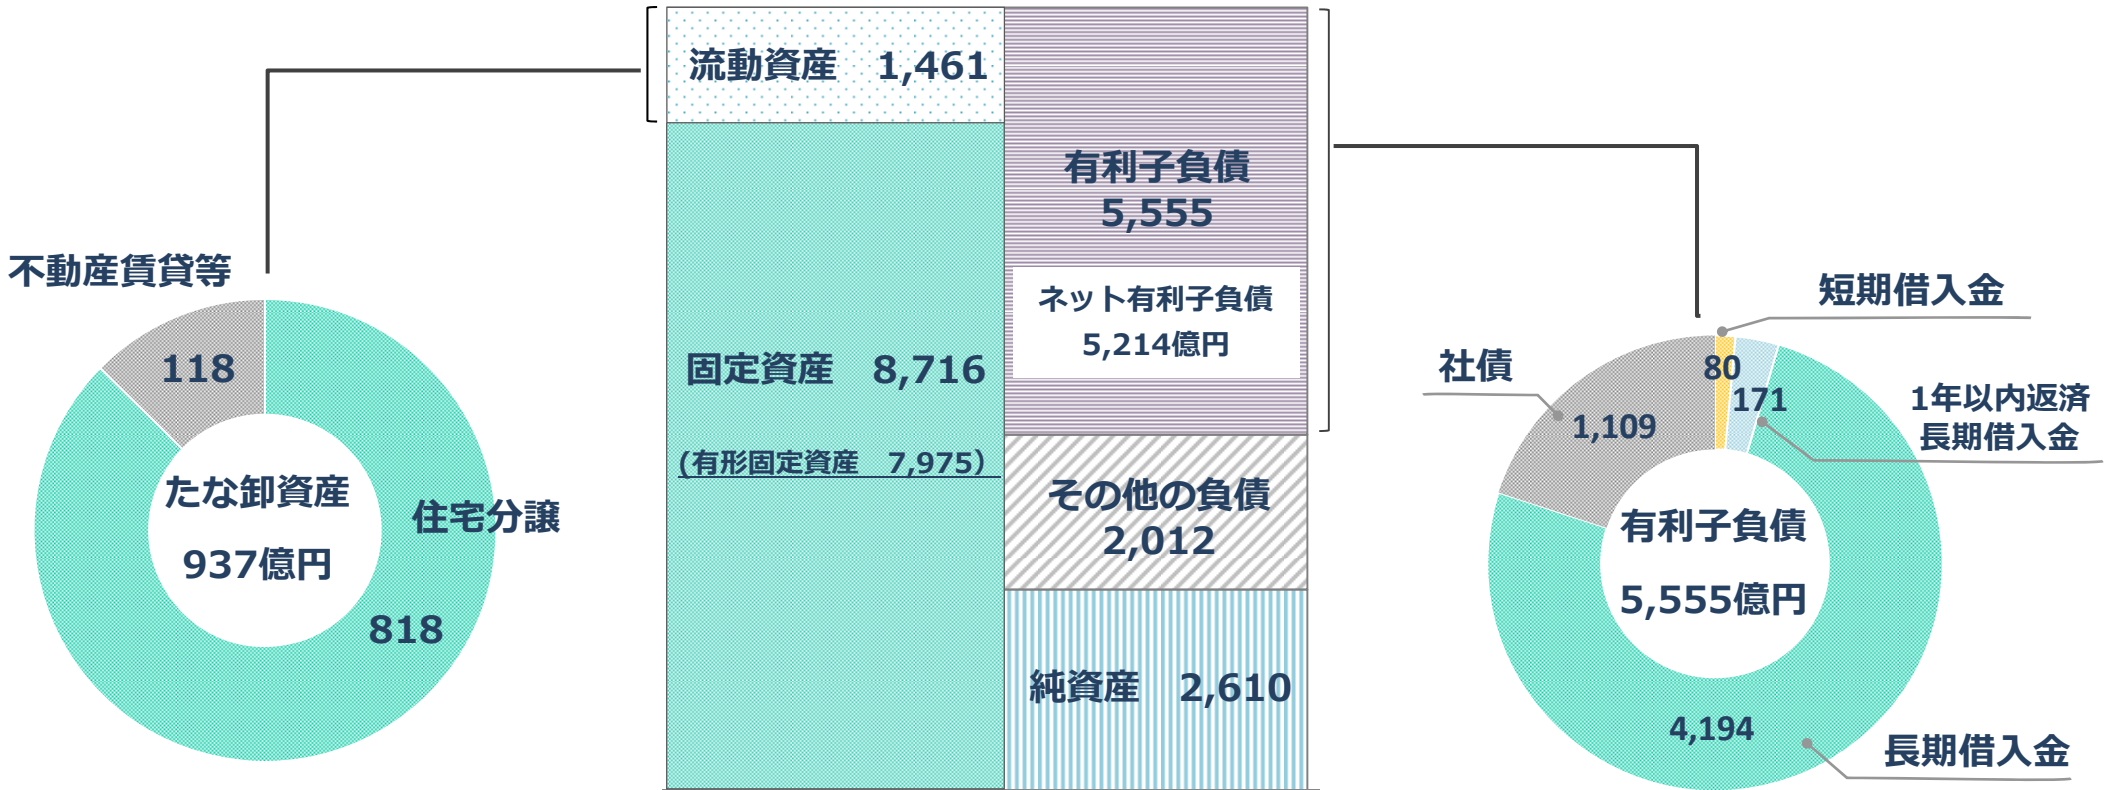 流動資産 1,461
固定資産 8,716
(有形固定資産 7,975）
有利子負債
5,555
ネット有利子負債
5,214億円
その他の負債
2,012
純資産 2,610
不動産賃貸等
118
たな卸資産
937億円
住宅分譲
818
短期借入金
80
171
1年以内返済
長期借入金
社債
1,109
有利子負債
5,555億円
4,194
長期借入金